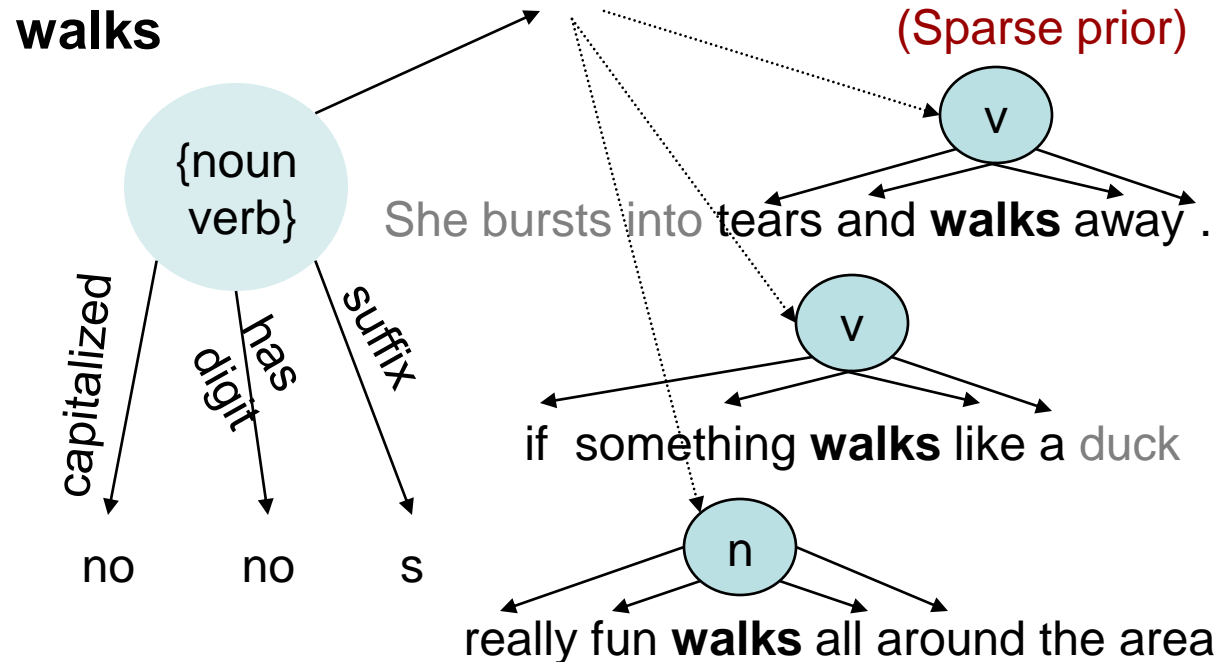 walks
(Sparse prior)
{noun
verb}
v
She bursts into tears and walks away .
capitalized
has
digit
suffix
v
if something walks like a duck
n
no no s
really fun walks all around the area